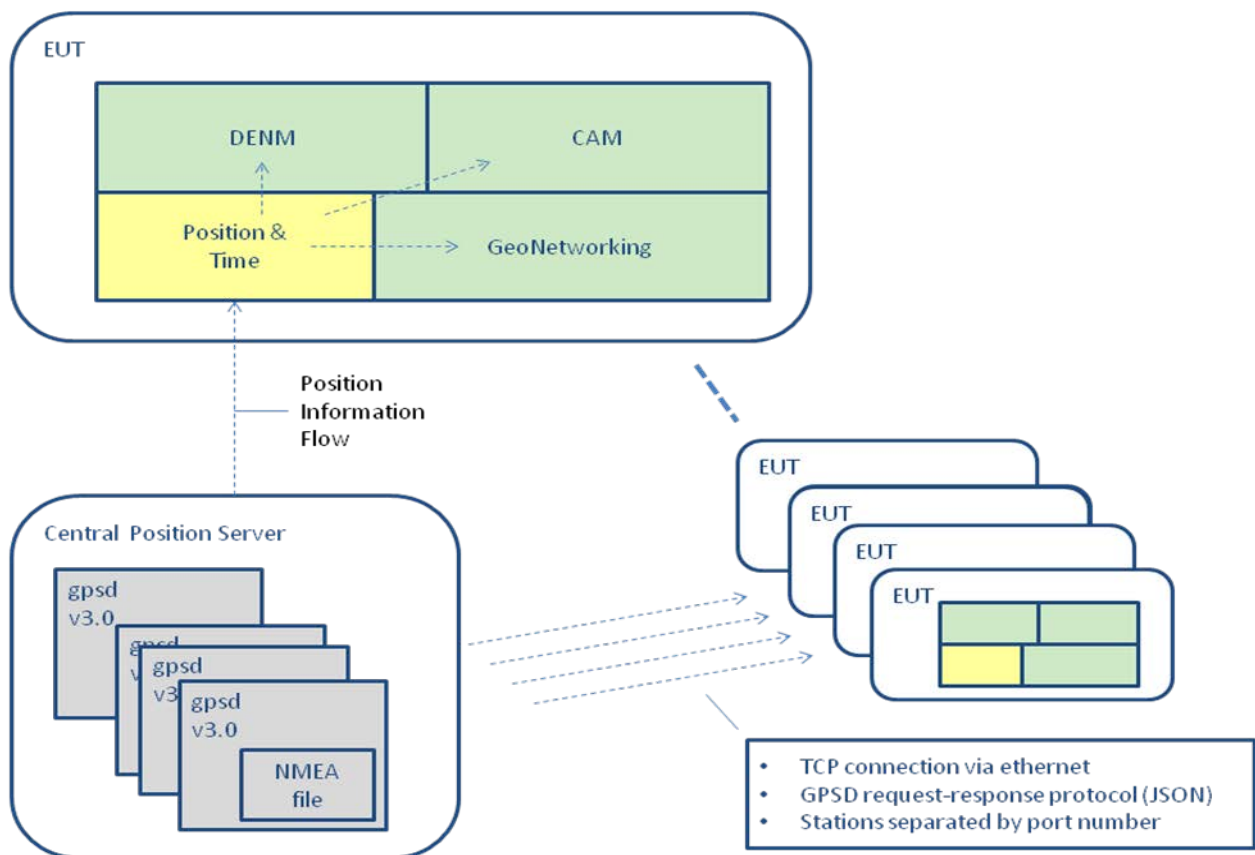 EUT
DENM
CAM
Position &
Time
GeoNetworking
Position
Information
Flow
Central Position Server
gpsd
v3.0
gpsd
v
gpsd
v3
gpsd
v3.0
NMEA
file
EUT
EUT
EUT
EUT
• TCP connection via ethernet
• GPSD request-response protocol (JSON)
• Stations separated by port number